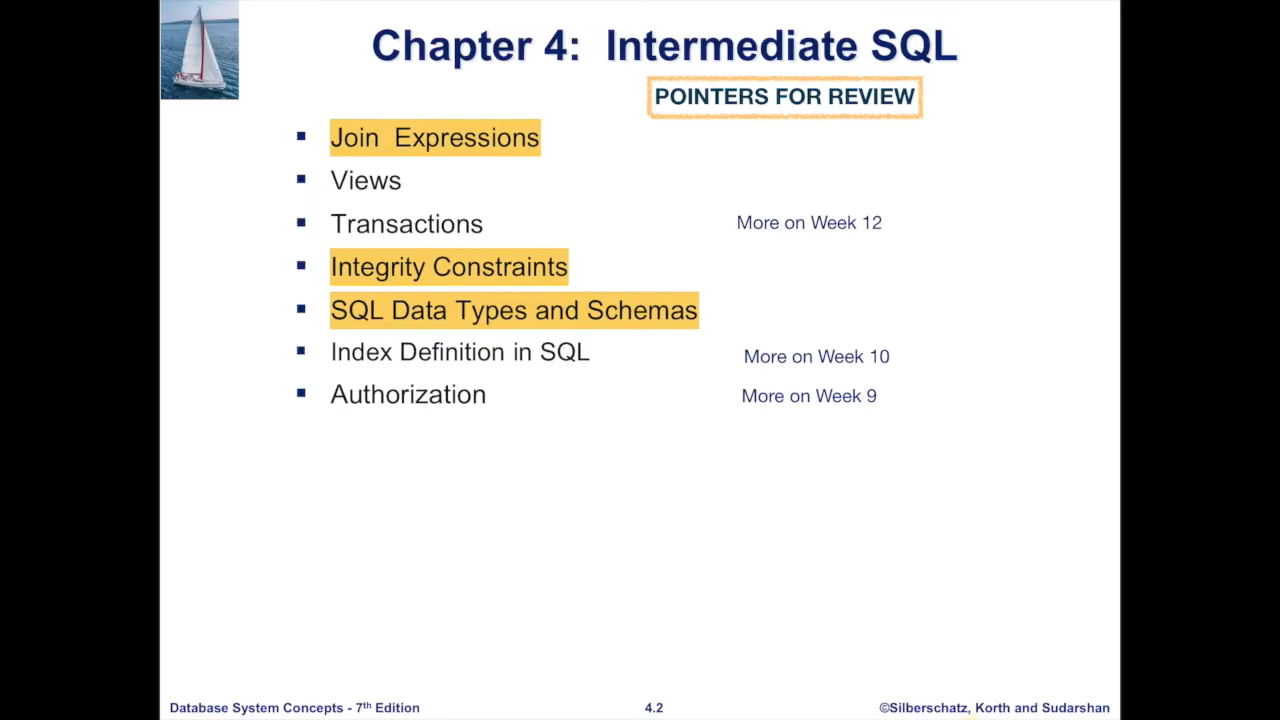 Chapter 4: Intermediate SQL
POINTERS FOR REVIEW
Join Expressions
Views
Transactions More on Week 12
Integrity Constraints
SQL Data Types and Schemas
Index Definition in SQL More on Week 10
Authorization More on Week 9
Database System Concepts - 7th Edition 4.2 ©Silberschatz, Korth and Sudarshan